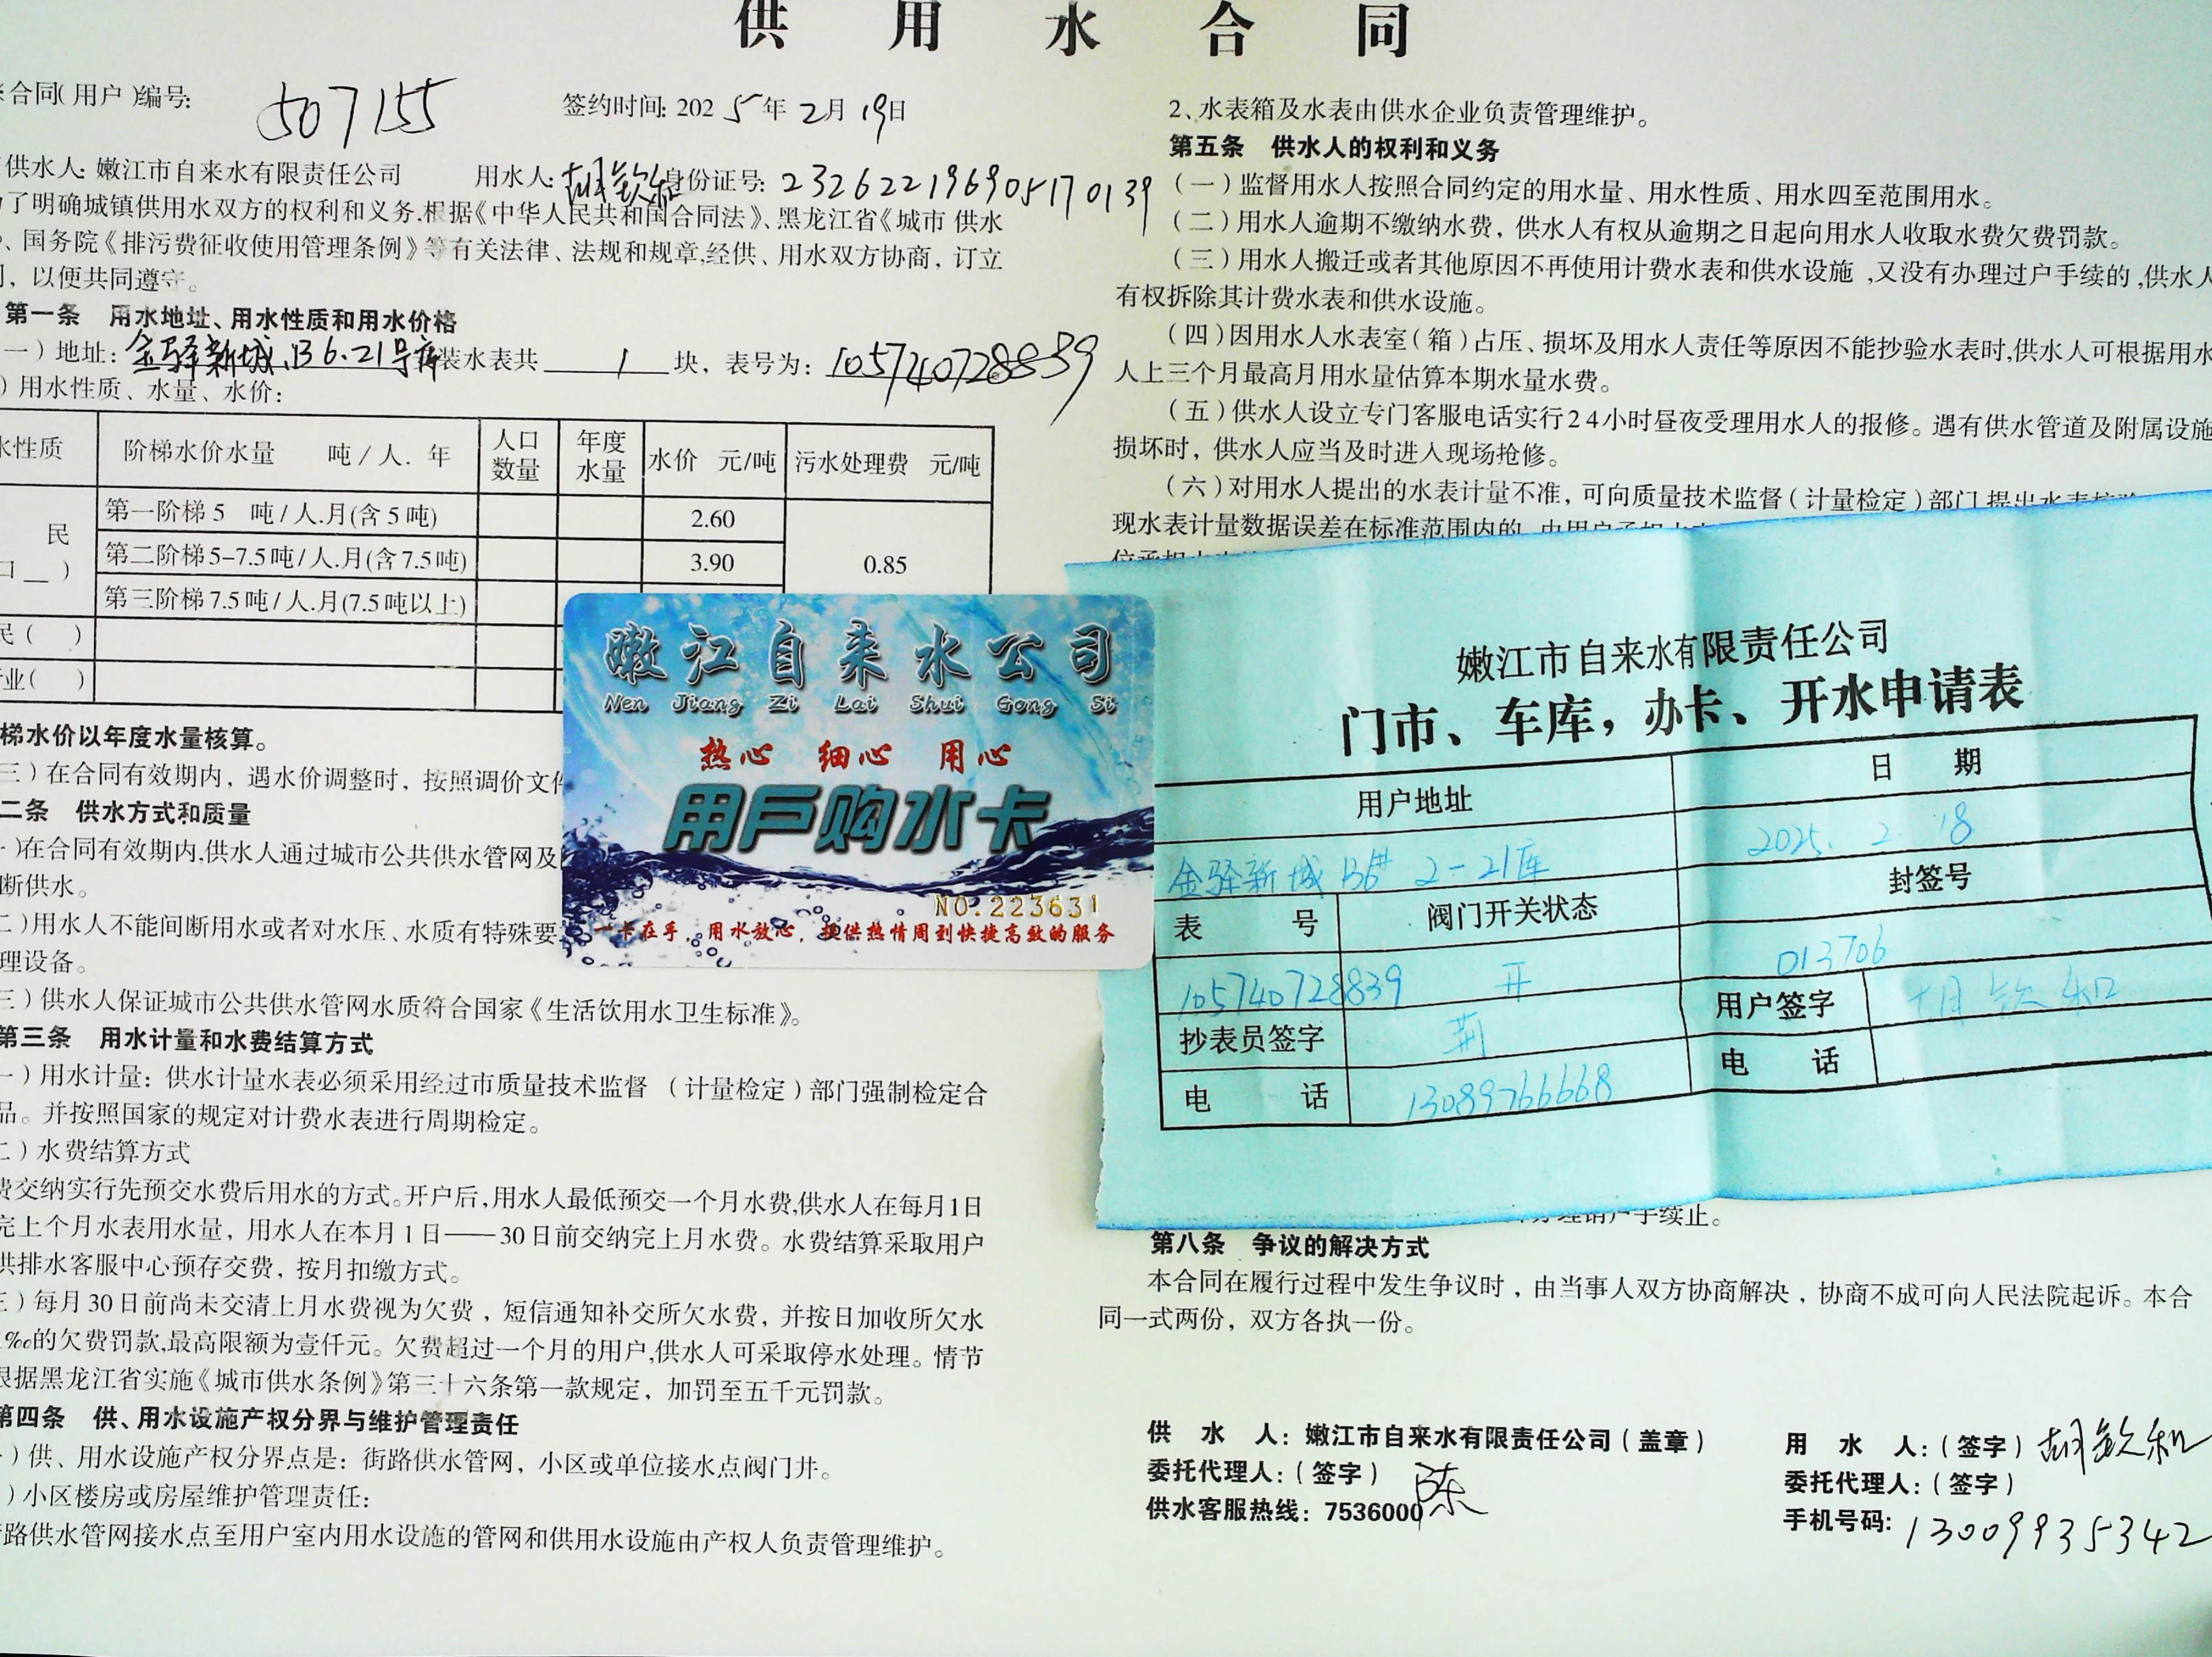 供 用 水 合 同
合同(用户)编号: 507155
签约时间: 2025年2月19日
供水人: 嫩江市自来水有限责任公司 用水人: 胡钦和 身份证号: 232622196905170139
了明确城镇供用水双方的权利和义务.根据《中华人民共和国合同法》、黑龙江省《城市 供水
、国务院《排污费征收使用管理条例》等有关法律、法规和规章,经供、用水双方协商, 订立
, 以便共同遵守。
第一条 用水地址、用水性质和用水价格
一)地址: 金驿新城B6.21号库 装水表共 1 块, 表号为: 105740728839
)用水性质、水量、水价:
水性质 阶梯水价水量 吨/人. 年 人口数量 年度水量 水价 元/吨 污水处理费 元/吨
民
口__)
第一阶梯 5 吨/人.月(含 5 吨) 2.60
第二阶梯 5-7.5吨/人.月(含 7.5吨) 3.90 0.85
第三阶梯 7.5 吨/人.月(7.5 吨以上)
民( )
业( )
梯水价以年度水量核算。
三)在合同有效期内, 遇水价调整时, 按照调价文件
二条 供水方式和质量
)在合同有效期内,供水人通过城市公共供水管网及
断供水。
二)用水人不能间断用水或者对水压、水质有特殊要
理设备。
三)供水人保证城市公共供水管网水质符合国家《生活饮用水卫生标准》。
第三条 用水计量和水费结算方式
一)用水计量: 供水计量水表必须采用经过市质量技术监督 (计量检定)部门强制检定合
品。并按照国家的规定对计费水表进行周期检定。
二)水费结算方式
费交纳实行先预交水费后用水的方式。开户后,用水人最低预交一个月水费,供水人在每月1日
完上个月水表用水量, 用水人在本月1日——30日前交纳完上月水费。水费结算采取用户
供排水客服中心预存交费, 按月扣缴方式。
三)每月30日前尚未交清上月水费视为欠费, 短信通知补交所欠水费, 并按日加收所欠水
‰的欠费罚款,最高限额为壹仟元。欠费超过一个月的用户,供水人可采取停水处理。情节
根据黑龙江省实施《城市供水条例》第三十六条第一款规定, 加罚至五千元罚款。
第四条 供、用水设施产权分界与维护管理责任
)供、用水设施产权分界点是: 街路供水管网, 小区或单位接水点阀门井。
)小区楼房或房屋维护管理责任:
路供水管网接水点至用户室内用水设施的管网和供用水设施由产权人负责管理维护。
2、水表箱及水表由供水企业负责管理维护。
第五条 供水人的权利和义务
(一)监督用水人按照合同约定的用水量、用水性质、用水四至范围用水。
(二)用水人逾期不缴纳水费, 供水人有权从逾期之日起向用水人收取水费欠费罚款。
(三)用水人搬迁或者其他原因不再使用计费水表和供水设施,又没有办理过户手续的,供水人
有权拆除其计费水表和供水设施。
(四)因用水人水表室(箱)占压、损坏及用水人责任等原因不能抄验水表时,供水人可根据用水
人上三个月最高月用水量估算本期水量水费。
(五)供水人设立专门客服电话实行24小时昼夜受理用水人的报修。遇有供水管道及附属设施
损坏时, 供水人应当及时进入现场抢修。
(六)对用水人提出的水表计量不准, 可向质量技术监督(计量检定)部门提出水表
现水表计量数据误差在标准范围内的
嫩江自来水公司
Nen Jiang Zi Lai Shui Gong Si
热心 细心 用心
用户购水卡
NO.223631
一卡在手, 用水放心, 提供热情周到快捷高效的服务
嫩江市自来水有限责任公司
门市、车库, 办卡、开水申请表
用户地址 日 期
金驿新城B6# 2-21库 2025. 2. 18
表 号 阀门开关状态 封签号
105740728839 开 013706
抄表员签字 荆 用户签字 胡钦和
电 话 13089766668 电 话
手续止。
第八条 争议的解决方式
本合同在履行过程中发生争议时, 由当事人双方协商解决, 协商不成可向人民法院起诉。本合
同一式两份, 双方各执一份。
供 水 人: 嫩江市自来水有限责任公司(盖章) 用 水 人:(签字) 胡钦和
委托代理人:(签字) 陈 委托代理人:(签字)
供水客服热线: 7536000 手机号码: 13009935342